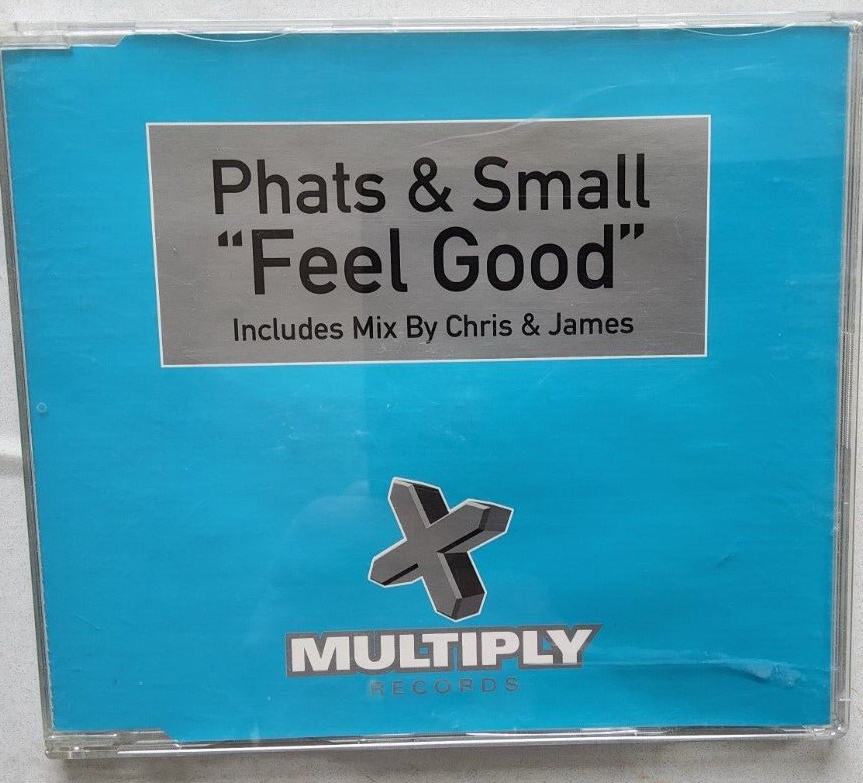 Phats & Small
“Feel Good”
Includes Mix By Chris & James
MULTIPLY
RECORDS